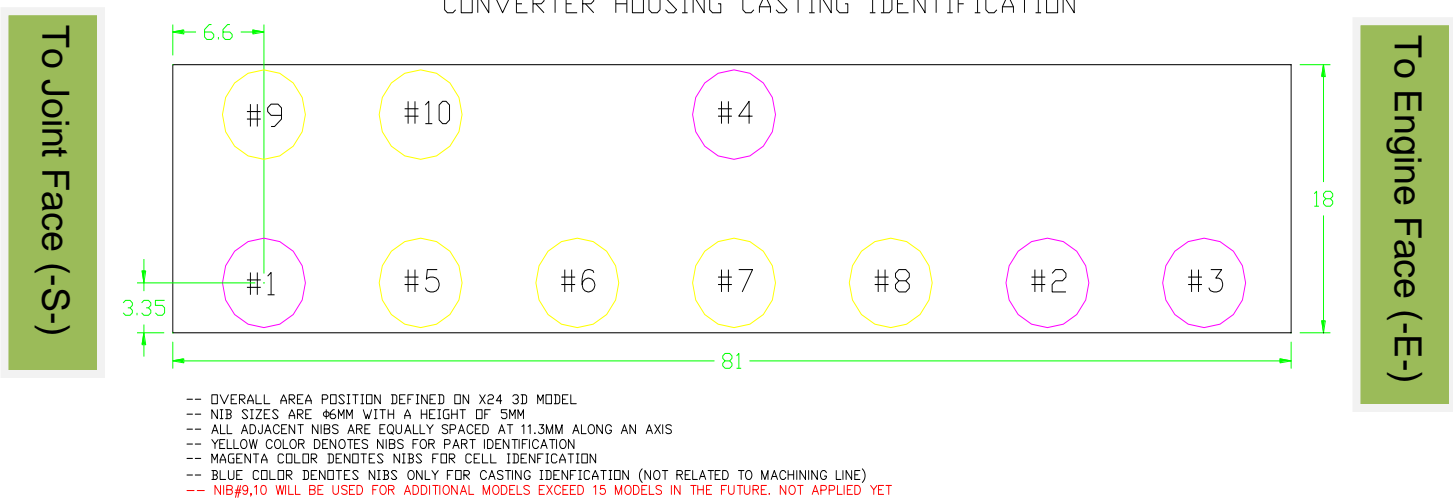 CONVERTER HOUSING CASTING IDENTIFICATION
To Joint Face (-S-)
To Engine Face (-E-)
6.6
#9 #10 #4
18
#1 #5 #6 #7 #8 #2 #3
3.35
81
-- OVERALL AREA POSITION DEFINED ON X24 3D MODEL
-- NIB SIZES ARE Φ6MM WITH A HEIGHT OF 5MM
-- ALL ADJACENT NIBS ARE EQUALLY SPACED AT 11.3MM ALONG AN AXIS
-- YELLOW COLOR DENOTES NIBS FOR PART IDENTIFICATION
-- MAGENTA COLOR DENOTES NIBS FOR CELL IDENFICATION
-- BLUE COLOR DENOTES NIBS ONLY FOR CASTING IDENFICATION (NOT RELATED TO MACHINING LINE)
-- NIB#9,10 WILL BE USED FOR ADDITIONAL MODELS EXCEED 15 MODELS IN THE FUTURE. NOT APPLIED YET